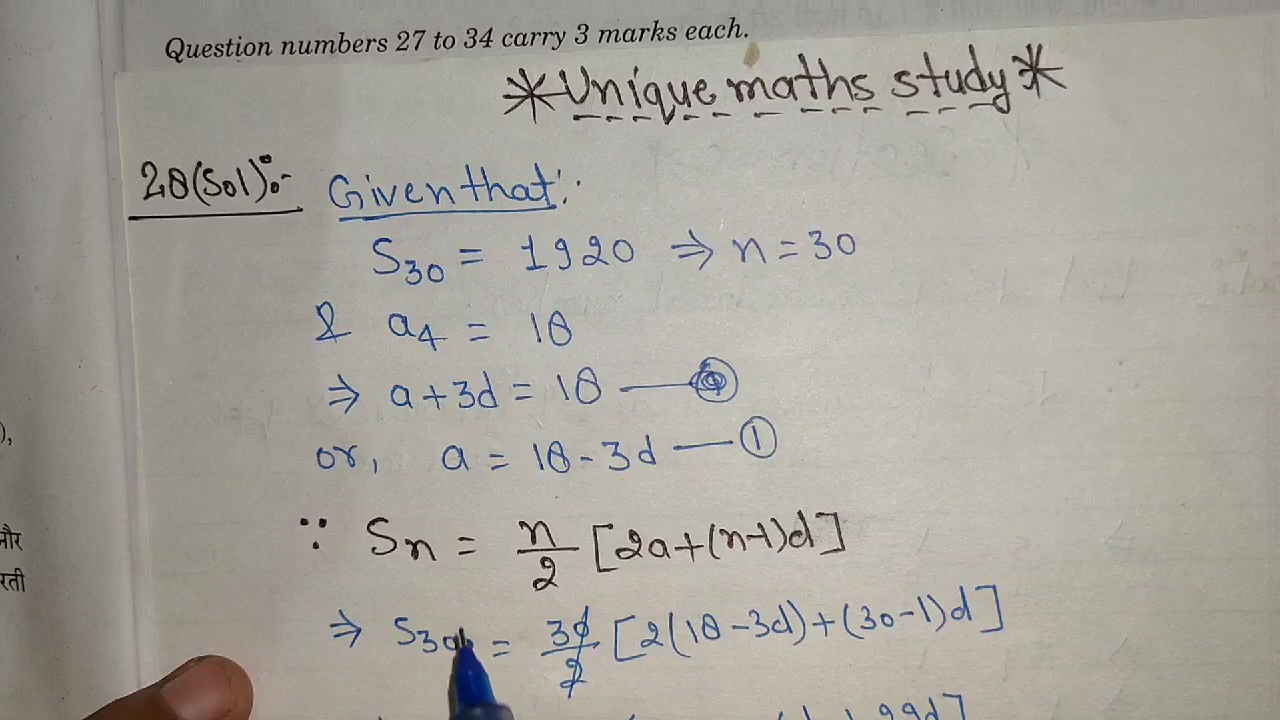 Question numbers 27 to 34 carry 3 marks each.
*Unique maths study*
28(Sol):-
Given that:
S₃₀ = 1920 ⇒ n = 30
& a₄ = 18
⇒ a+3d = 18
or, a = 18-3d — ①
∵ Sn = n/2 [2a+(n-1)d]
⇒ S₃₀ = 30/2 [2(18-3d)+(30-1)d]
और
रती